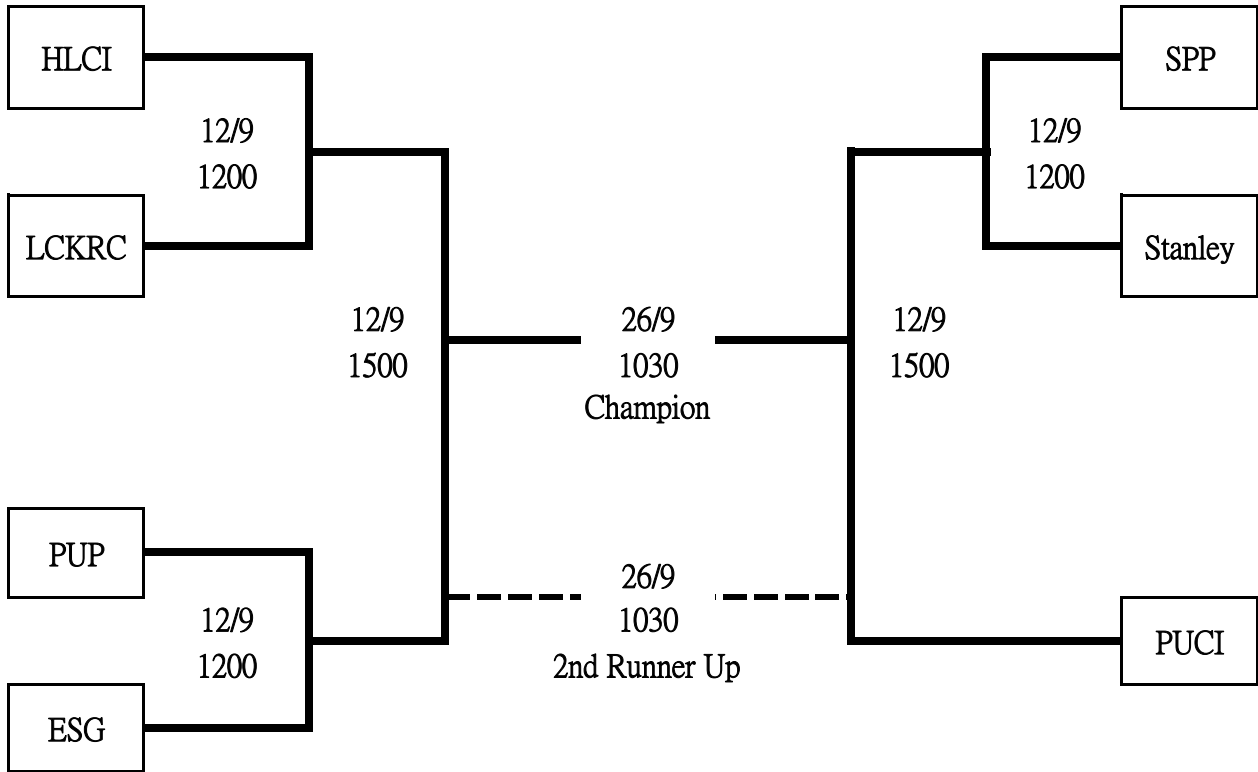 HLCI
SPP
12/9
1200
12/9
1200
LCKRC
Stanley
12/9
1500
26/9
1030
Champion
12/9
1500
PUP
12/9
1200
26/9
1030
2nd Runner Up
PUCI
ESG